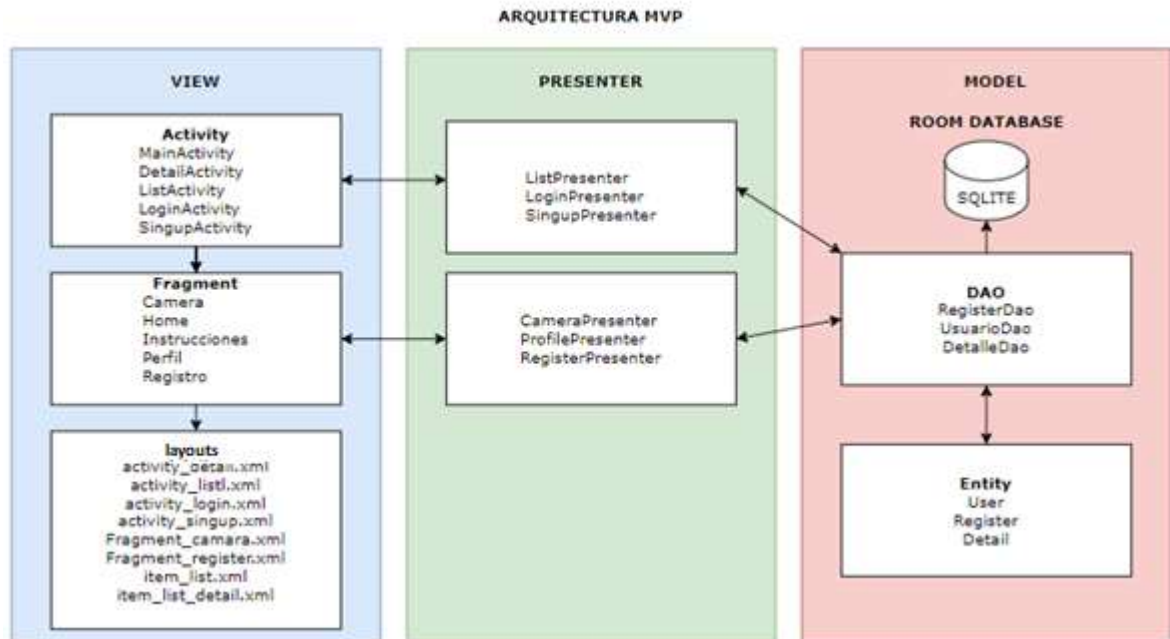 ARQUITECTURA MVP
VIEW
Activity
MainActivity
DetailActivity
ListActivity
LoginActivity
SingupActivity
Fragment
Camera
Home
Instrucciones
Perfil
Registro
layouts
activity_detail.xml
activity_listl.xml
activity_login.xml
activity_singup.xml
Fragment_camara.xml
Fragment_register.xml
item_list.xml
item_list_detail.xml
PRESENTER
ListPresenter
LoginPresenter
SingupPresenter
CameraPresenter
ProfilePresenter
RegisterPresenter
MODEL
ROOM DATABASE
SQLITE
DAO
RegisterDao
UsuarioDao
DetalleDao
Entity
User
Register
Detail